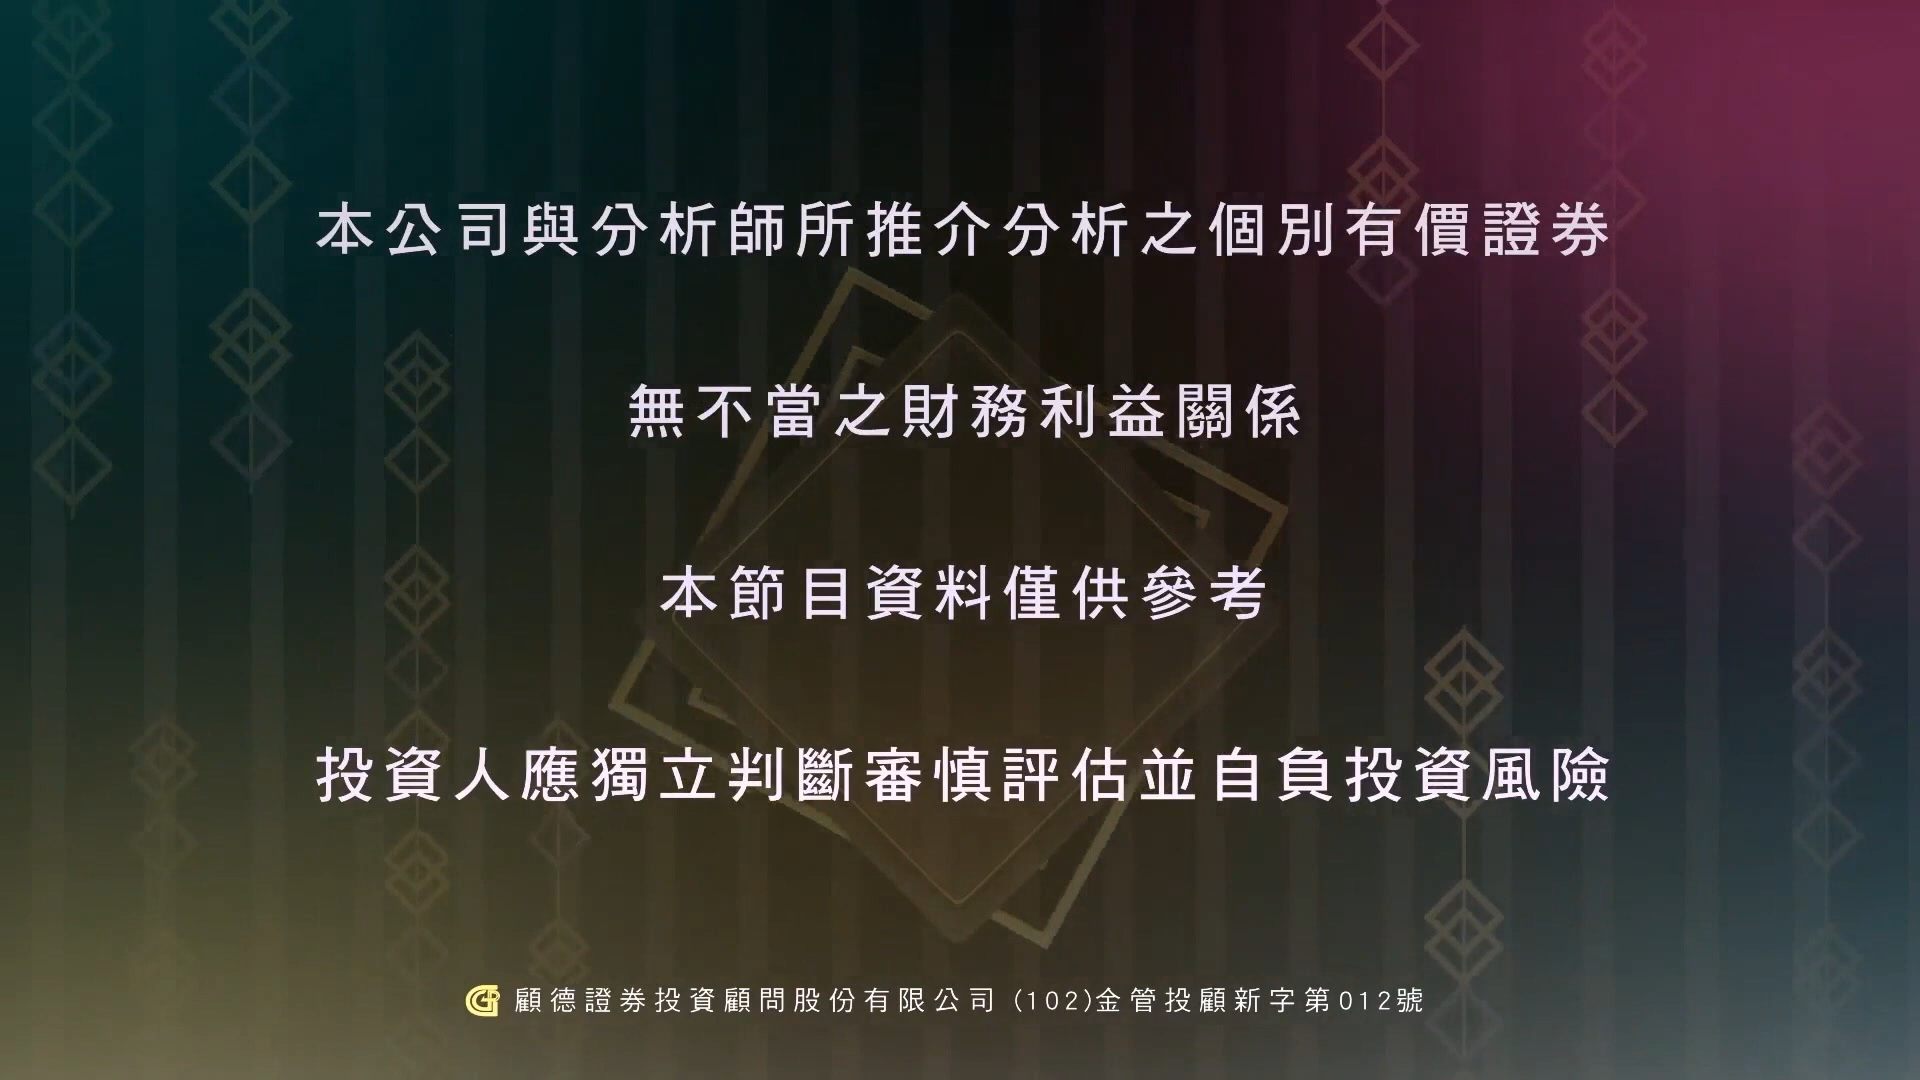 本公司與分析師所推介分析之個別有價證券
無不當之財務利益關係
本節目資料僅供參考
投資人應獨立判斷審慎評估並自負投資風險
顧德證券投資顧問股份有限公司 (102)金管投顧新字第012號